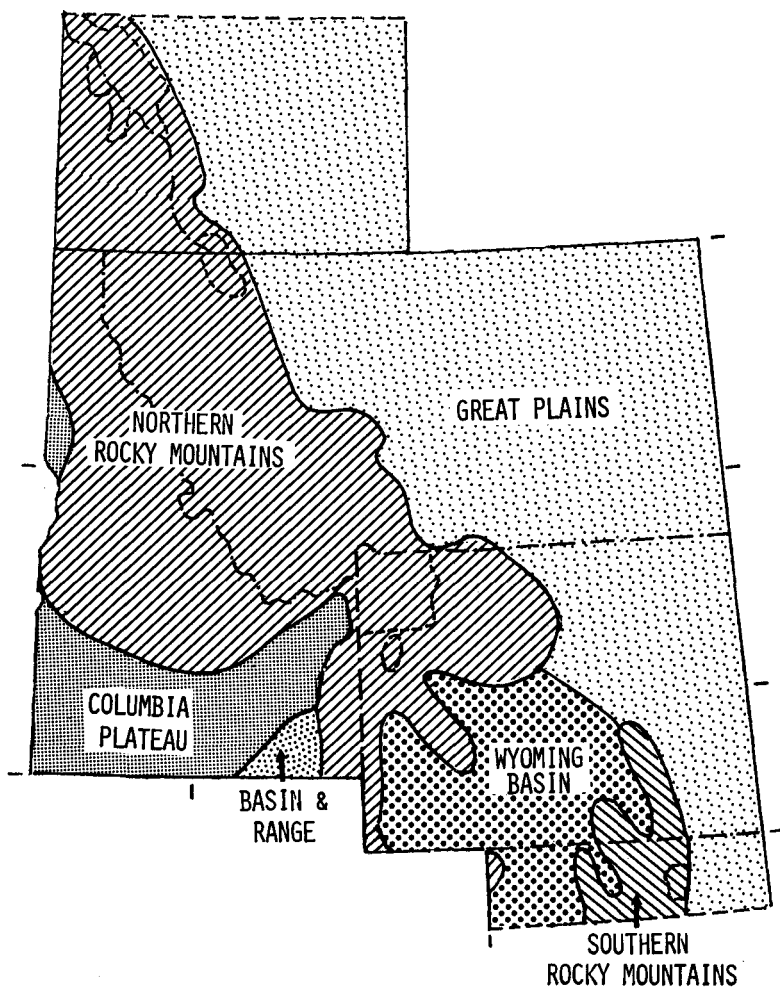 GREAT PLAINS
NORTHERN
ROCKY MOUNTAINS
COLUMBIA
PLATEAU
WYOMING
BASIN
BASIN &
RANGE
SOUTHERN
ROCKY MOUNTAINS